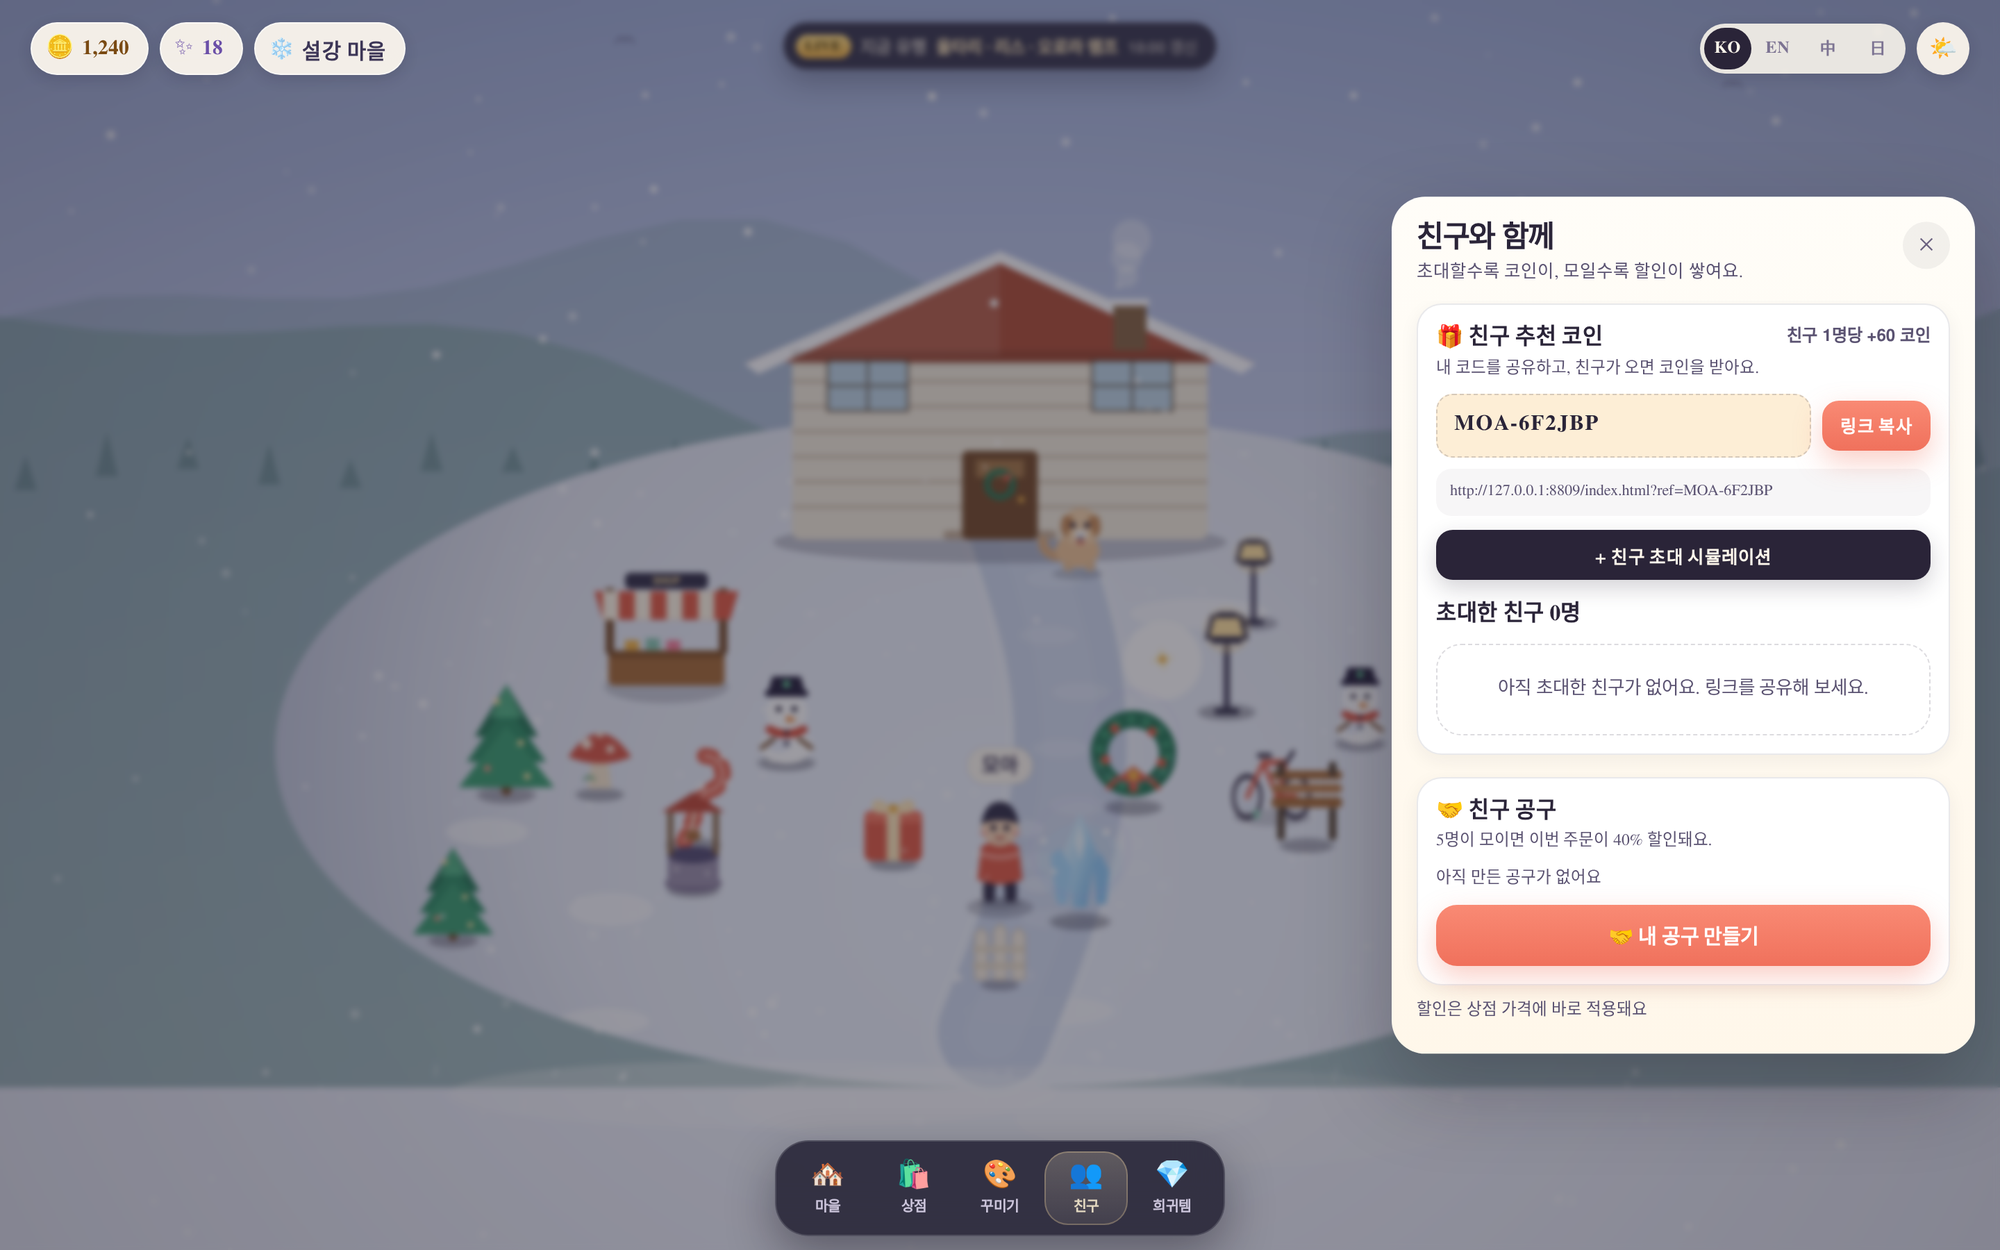 1,240
18
설강 마을
KO
EN
中
日
친구와 함께
초대할수록 코인이, 모일수록 할인이 쌓여요.
친구 추천 코인
친구 1명당 +60 코인
내 코드를 공유하고, 친구가 오면 코인을 받아요.
MOA-6F2JBP
링크 복사
http://127.0.0.1:8809/index.html?ref=MOA-6F2JBP
+ 친구 초대 시뮬레이션
초대한 친구 0명
아직 초대한 친구가 없어요. 링크를 공유해 보세요.
친구 공구
5명이 모이면 이번 주문이 40% 할인돼요.
아직 만든 공구가 없어요
내 공구 만들기
할인은 상점 가격에 바로 적용돼요
모아
마을
상점
꾸미기
친구
희귀템